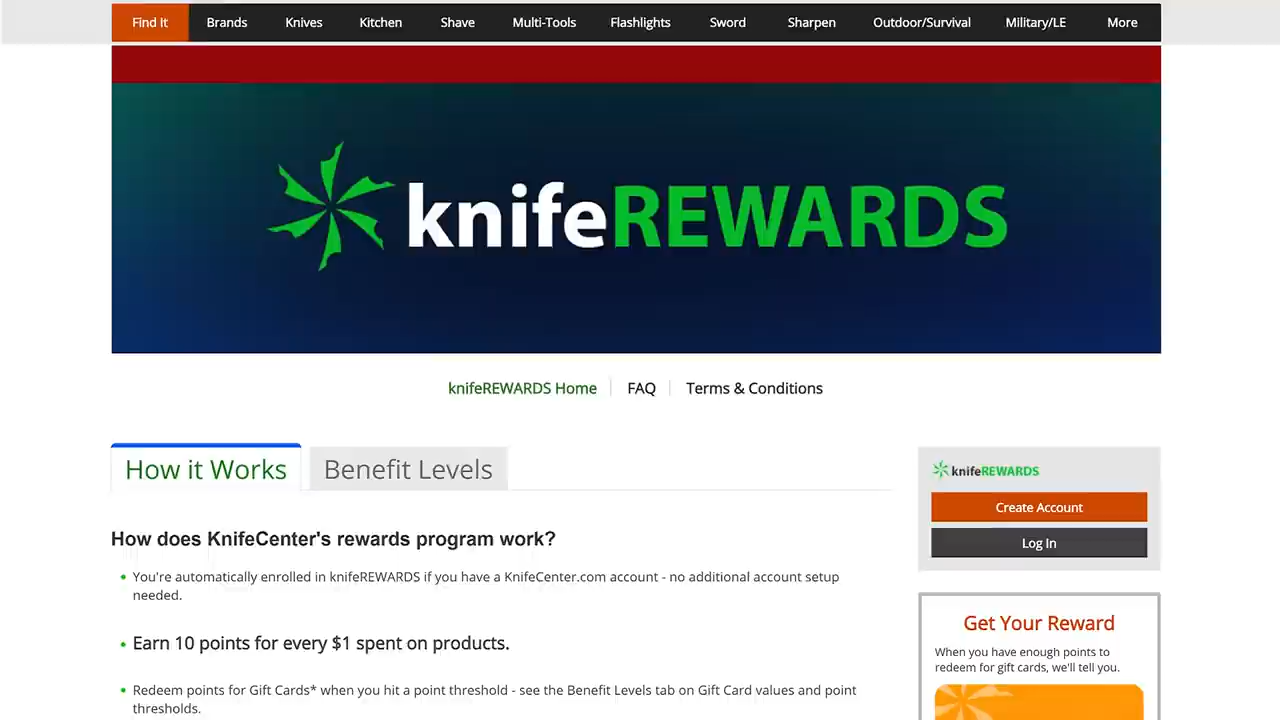 Find It Brands Knives Kitchen Shave Multi-Tools Flashlights Sword Sharpen Outdoor/Survival Military/LE More
knifeREWARDS
knifeREWARDS Home FAQ Terms & Conditions
How it Works Benefit Levels
How does KnifeCenter's rewards program work?
You're automatically enrolled in knifeREWARDS if you have a KnifeCenter.com account - no additional account setup
needed.
Earn 10 points for every $1 spent on products.
Redeem points for Gift Cards* when you hit a point threshold - see the Benefit Levels tab on Gift Card values and point
thresholds.
knifeREWARDS
Create Account
Log In
Get Your Reward
When you have enough points to
redeem for gift cards, we'll tell you.